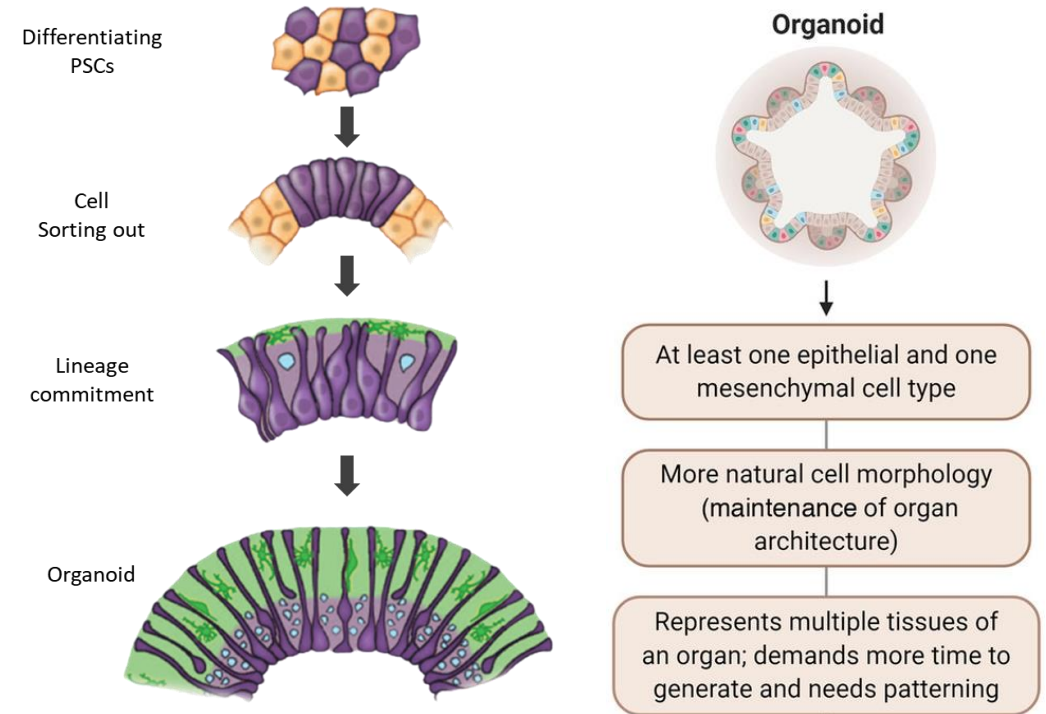 Differentiating
PSCs
Cell
Sorting out
Lineage
commitment
Organoid
Organoid
At least one epithelial and one
mesenchymal cell type
More natural cell morphology
(maintenance of organ
architecture)
Represents multiple tissues of
an organ; demands more time to
generate and needs patterning